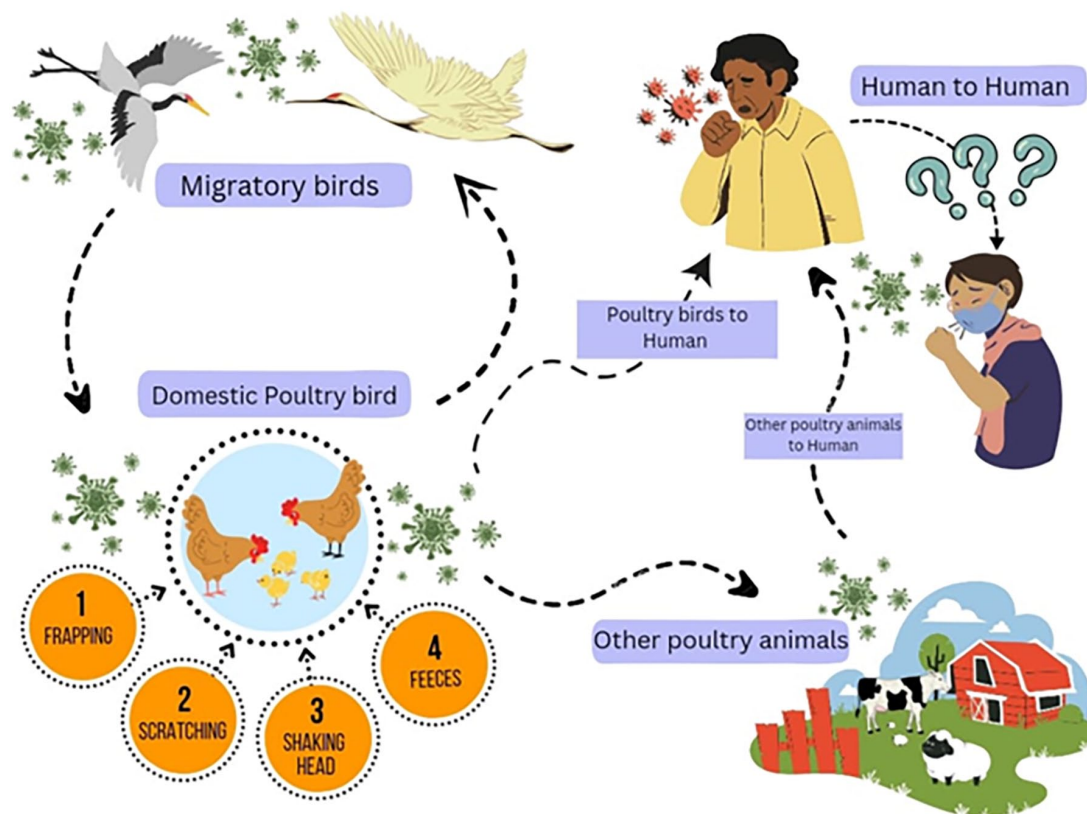 Migratory birds
Human to Human
Poultry birds to
Human
Domestic Poultry bird
Other poultry animals
to Human
1
FRAPPING
2
SCRATCHING
3
SHAKING
HEAD
4
FEECES
Other poultry animals